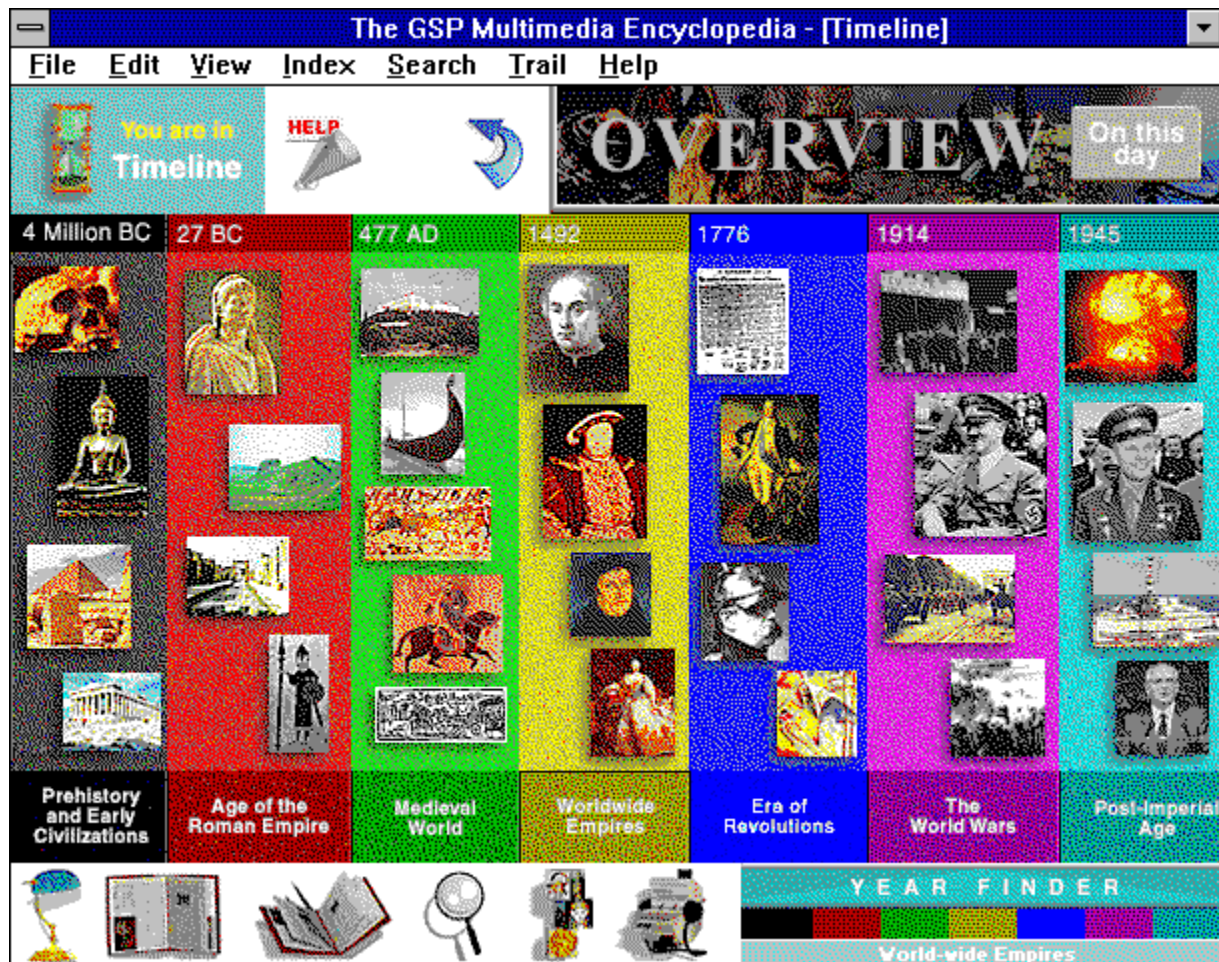 The GSP Multimedia Encyclopedia - [Timeline]
File Edit View Index Search Trail Help
You are in
Timeline
HELP
OVERVIEW
On this
day
4 Million BC
27 BC
477 AD
1492
1776
1914
1945
Prehistory
and Early
Civilizations
Age of the
Roman Empire
Medieval
World
Worldwide
Empires
Era of
Revolutions
The
World Wars
Post-Imperial
Age
YEAR FINDER
World-wide Empires